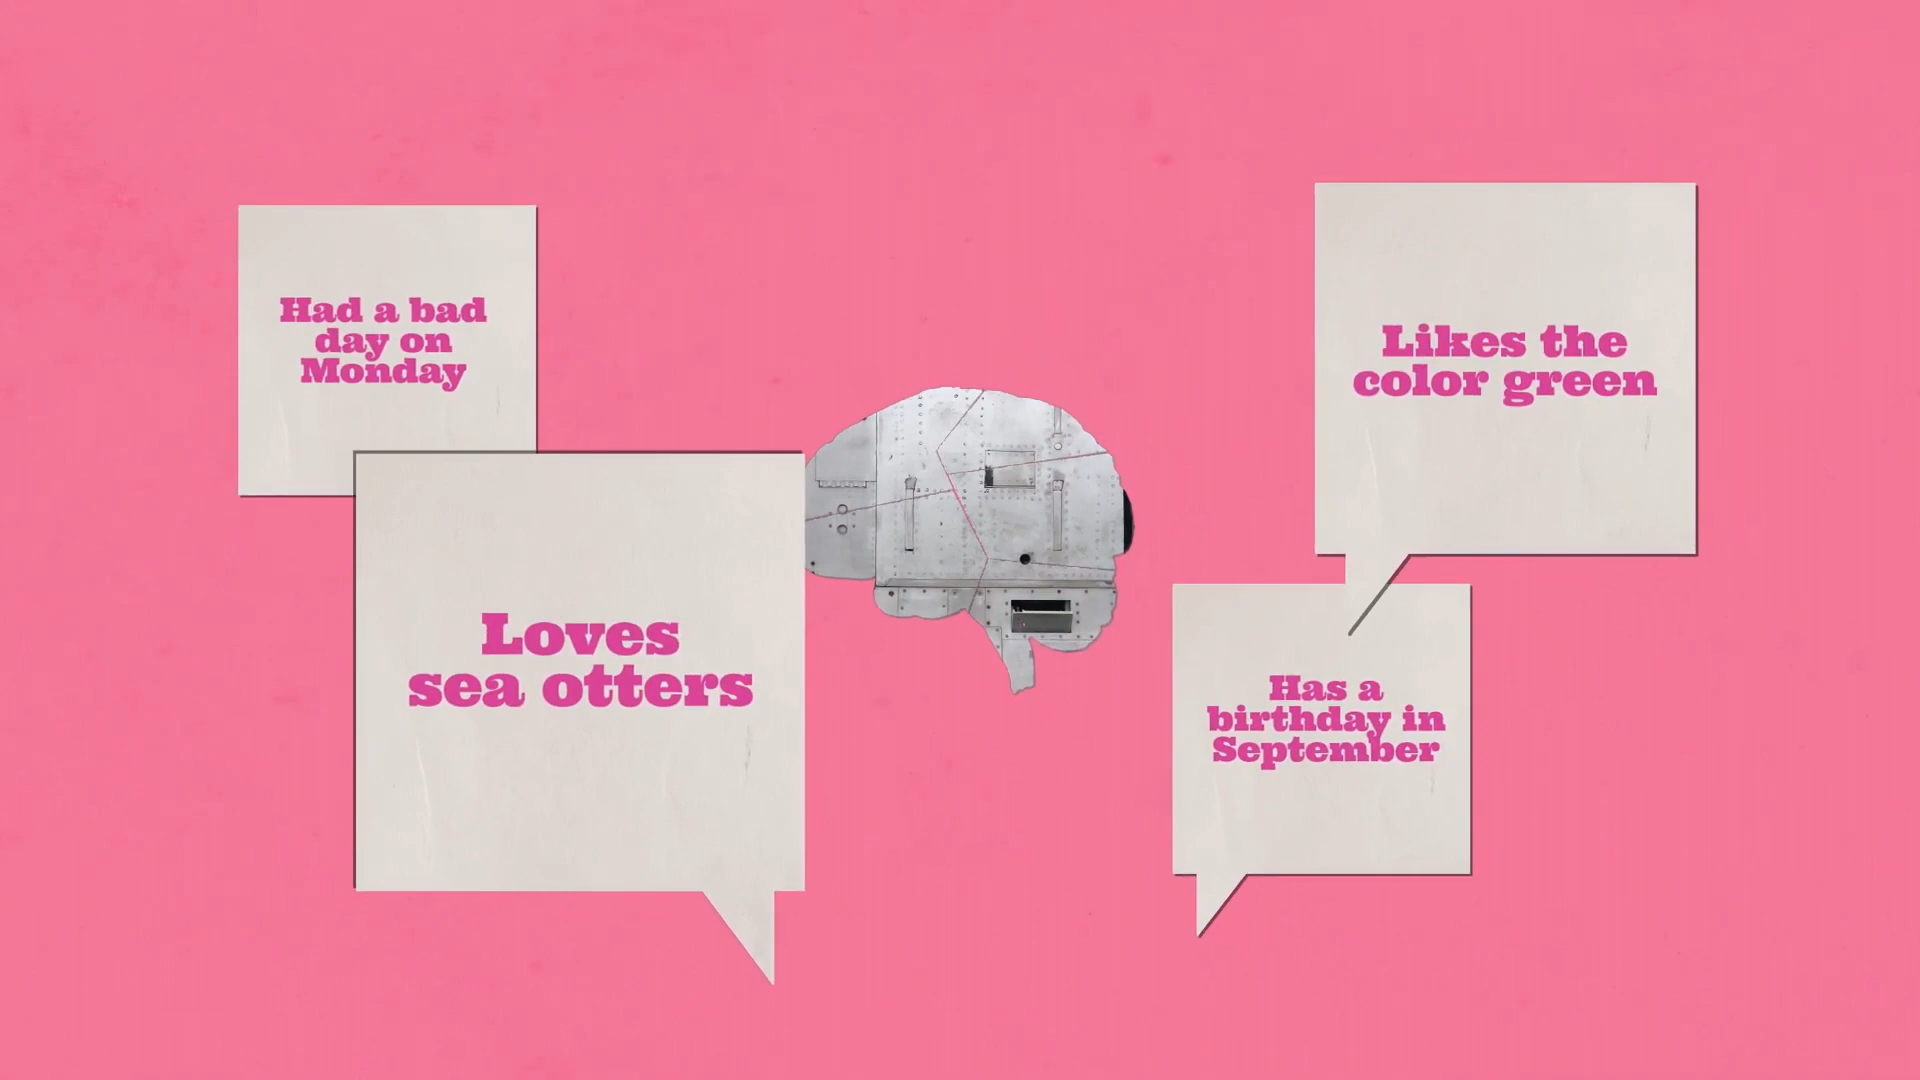 Had a bad
day on
Monday
Loves
sea otters
Likes the
color green
Has a
birthday in
September